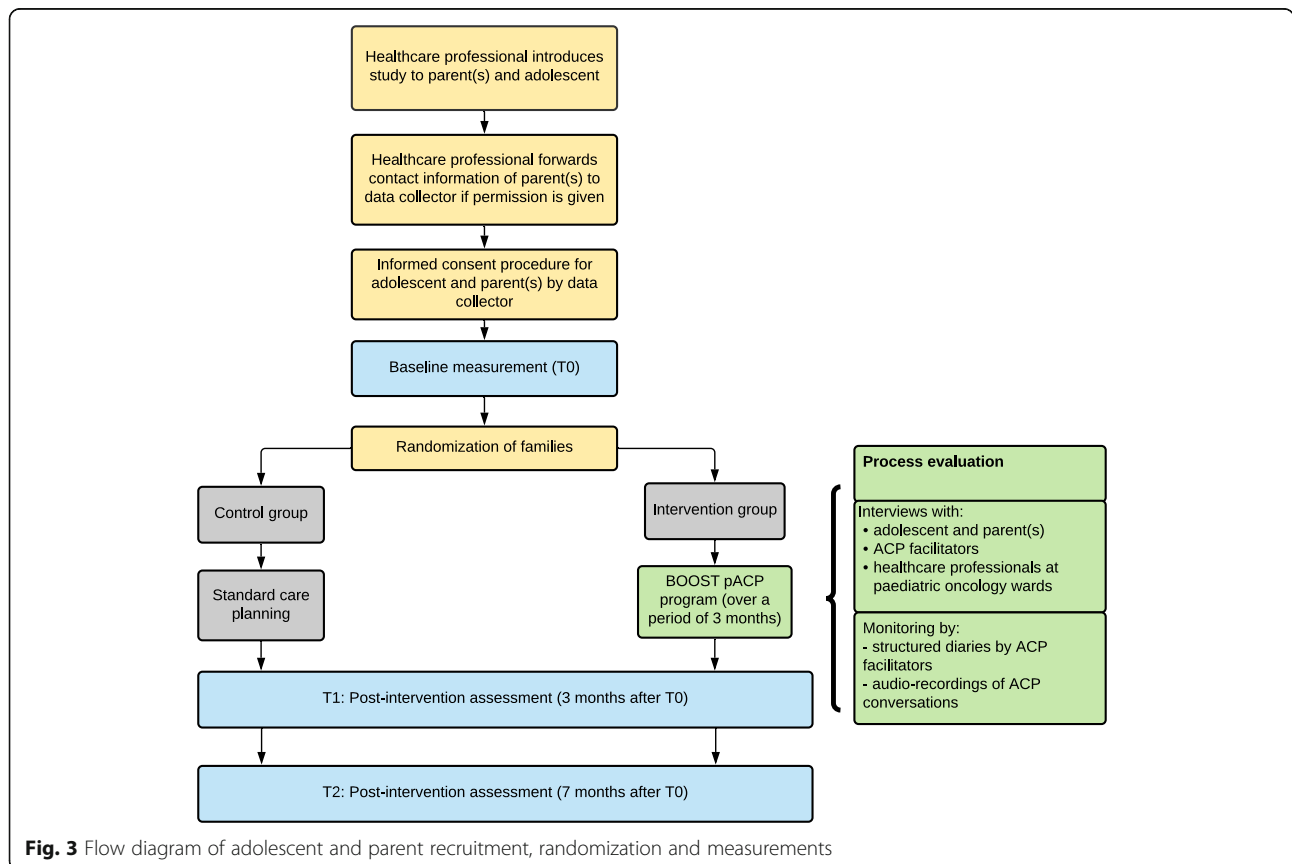 Healthcare professional introduces
study to parent(s) and adolescent
Healthcare professional forwards
contact information of parent(s) to
data collector if permission is given
Informed consent procedure for
adolescent and parent(s) by data
collector
Baseline measurement (T0)
Randomization of families
Control group
Standard care
planning
Intervention group
BOOST pACP
program (over a
period of 3 months)
Process evaluation
Interviews with:
• adolescent and parent(s)
• ACP facilitators
• healthcare professionals at
paediatric oncology wards
Monitoring by:
- structured diaries by ACP
facilitators
- audio-recordings of ACP
conversations
T1: Post-intervention assessment (3 months after T0)
T2: Post-intervention assessment (7 months after T0)
Fig. 3 Flow diagram of adolescent and parent recruitment, randomization and measurements